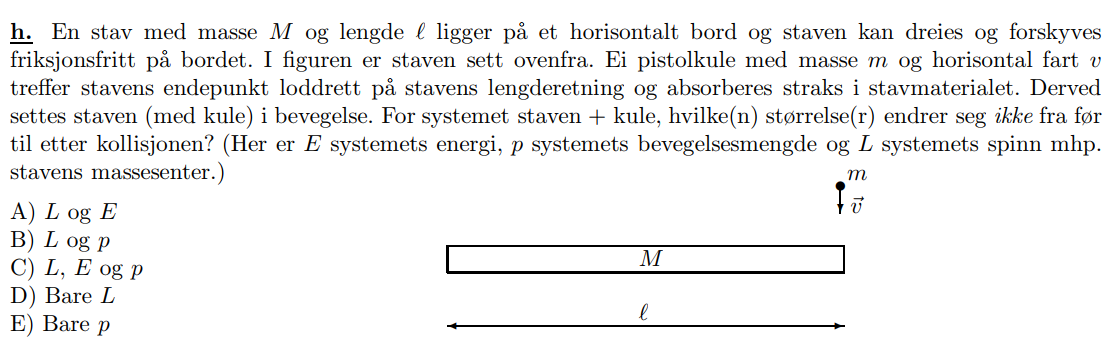 h. En stav med masse M og lengde ℓ ligger på et horisontalt bord og staven kan dreies og forskyves
friksjonsfritt på bordet. I figuren er staven sett ovenfra. Ei pistolkule med masse m og horisontal fart v
treffer stavens endepunkt loddrett på stavens lengderetning og absorberes straks i stavmaterialet. Derved
settes staven (med kule) i bevegelse. For systemet staven + kule, hvilke(n) størrelse(r) endrer seg ikke fra før
til etter kollisjonen? (Her er E systemets energi, p systemets bevegelsesmengde og L systemets spinn mhp.
stavens massesenter.)
m
v⃗
A) L og E
B) L og p
C) L, E og p
D) Bare L
E) Bare p
M
ℓ